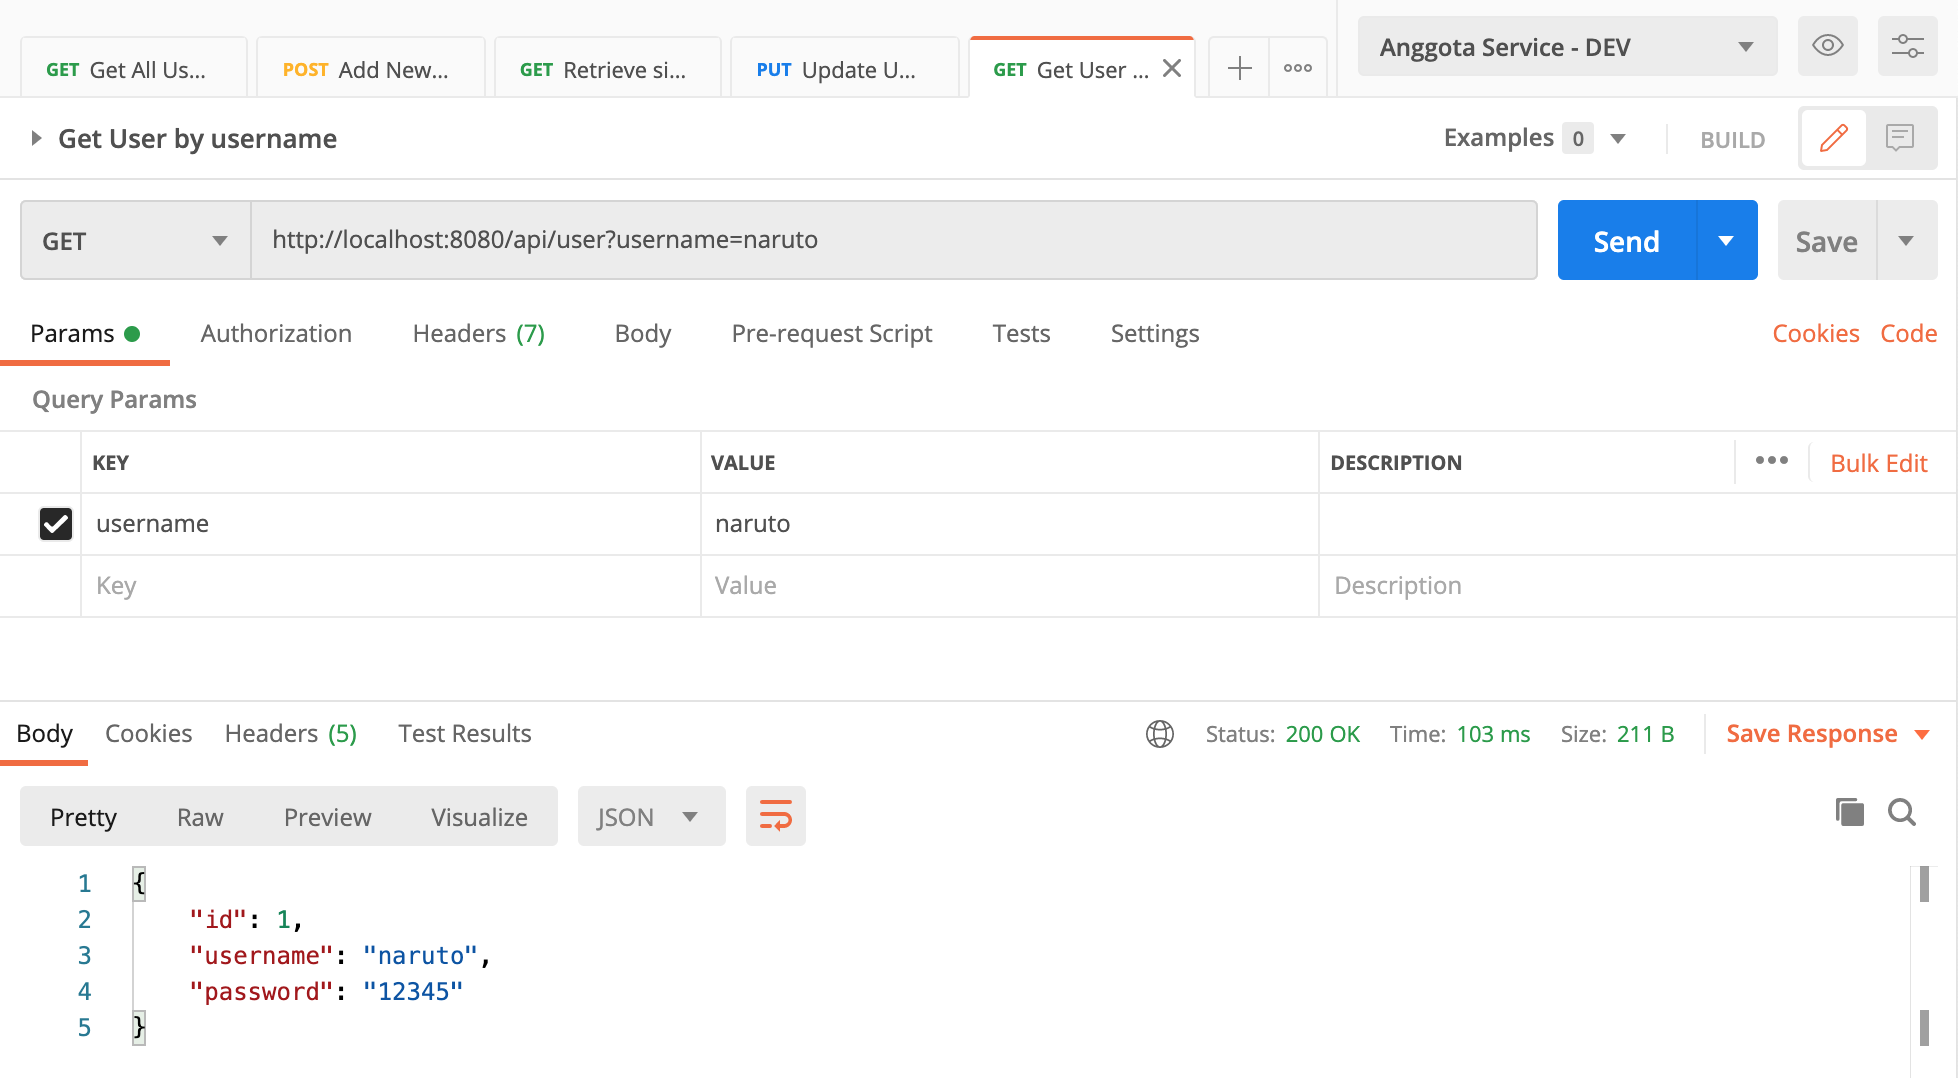 GET Get All Us... POST Add New... GET Retrieve si... PUT Update U... GET Get User ... Anggota Service - DEV
Get User by username Examples 0 BUILD
GET http://localhost:8080/api/user?username=naruto Send Save
Params Authorization Headers (7) Body Pre-request Script Tests Settings Cookies Code
Query Params
KEY VALUE DESCRIPTION Bulk Edit
username naruto
Key Value Description
Body Cookies Headers (5) Test Results Status: 200 OK Time: 103 ms Size: 211 B Save Response
Pretty Raw Preview Visualize JSON
1 {
2 "id": 1,
3 "username": "naruto",
4 "password": "12345"
5 }